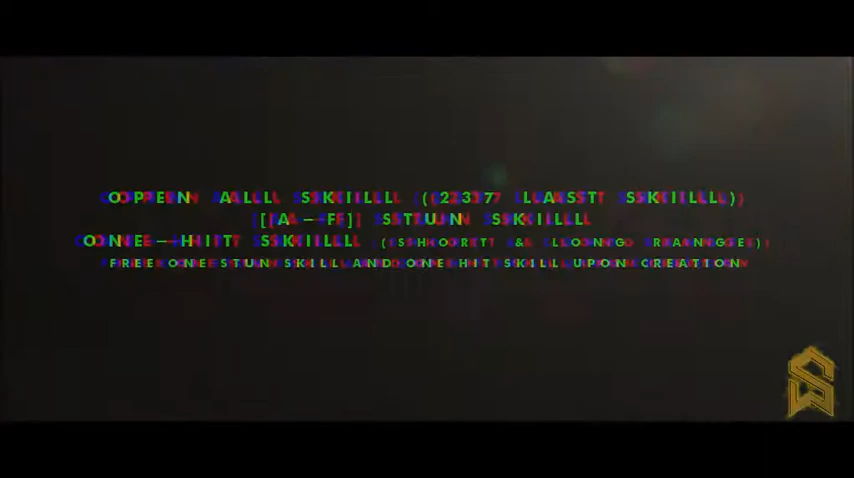 OPEN ALL SKILL LAST SKILL)
[A-F] STUN SKILL
ONE-HIT SKILL (SHORT & LONG RANGE)
FREE ONE STUN SKILL AND ONE HIT SKILL UPON CREATION